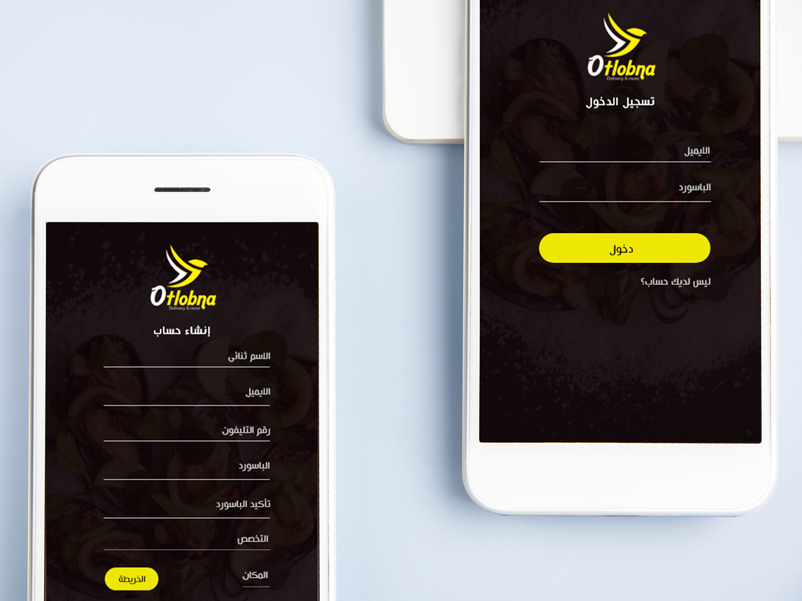 Otlobna
Delivery & more
تسجيل الدخول
الايميل
الباسورد
دخول
ليس لديك حساب؟
Otlobna
Delivery & more
إنشاء حساب
الاسم ثنائى
الايميل
رقم التليفون
الباسورد
تأكيد الباسورد
التخصص
المكان
الخريطة